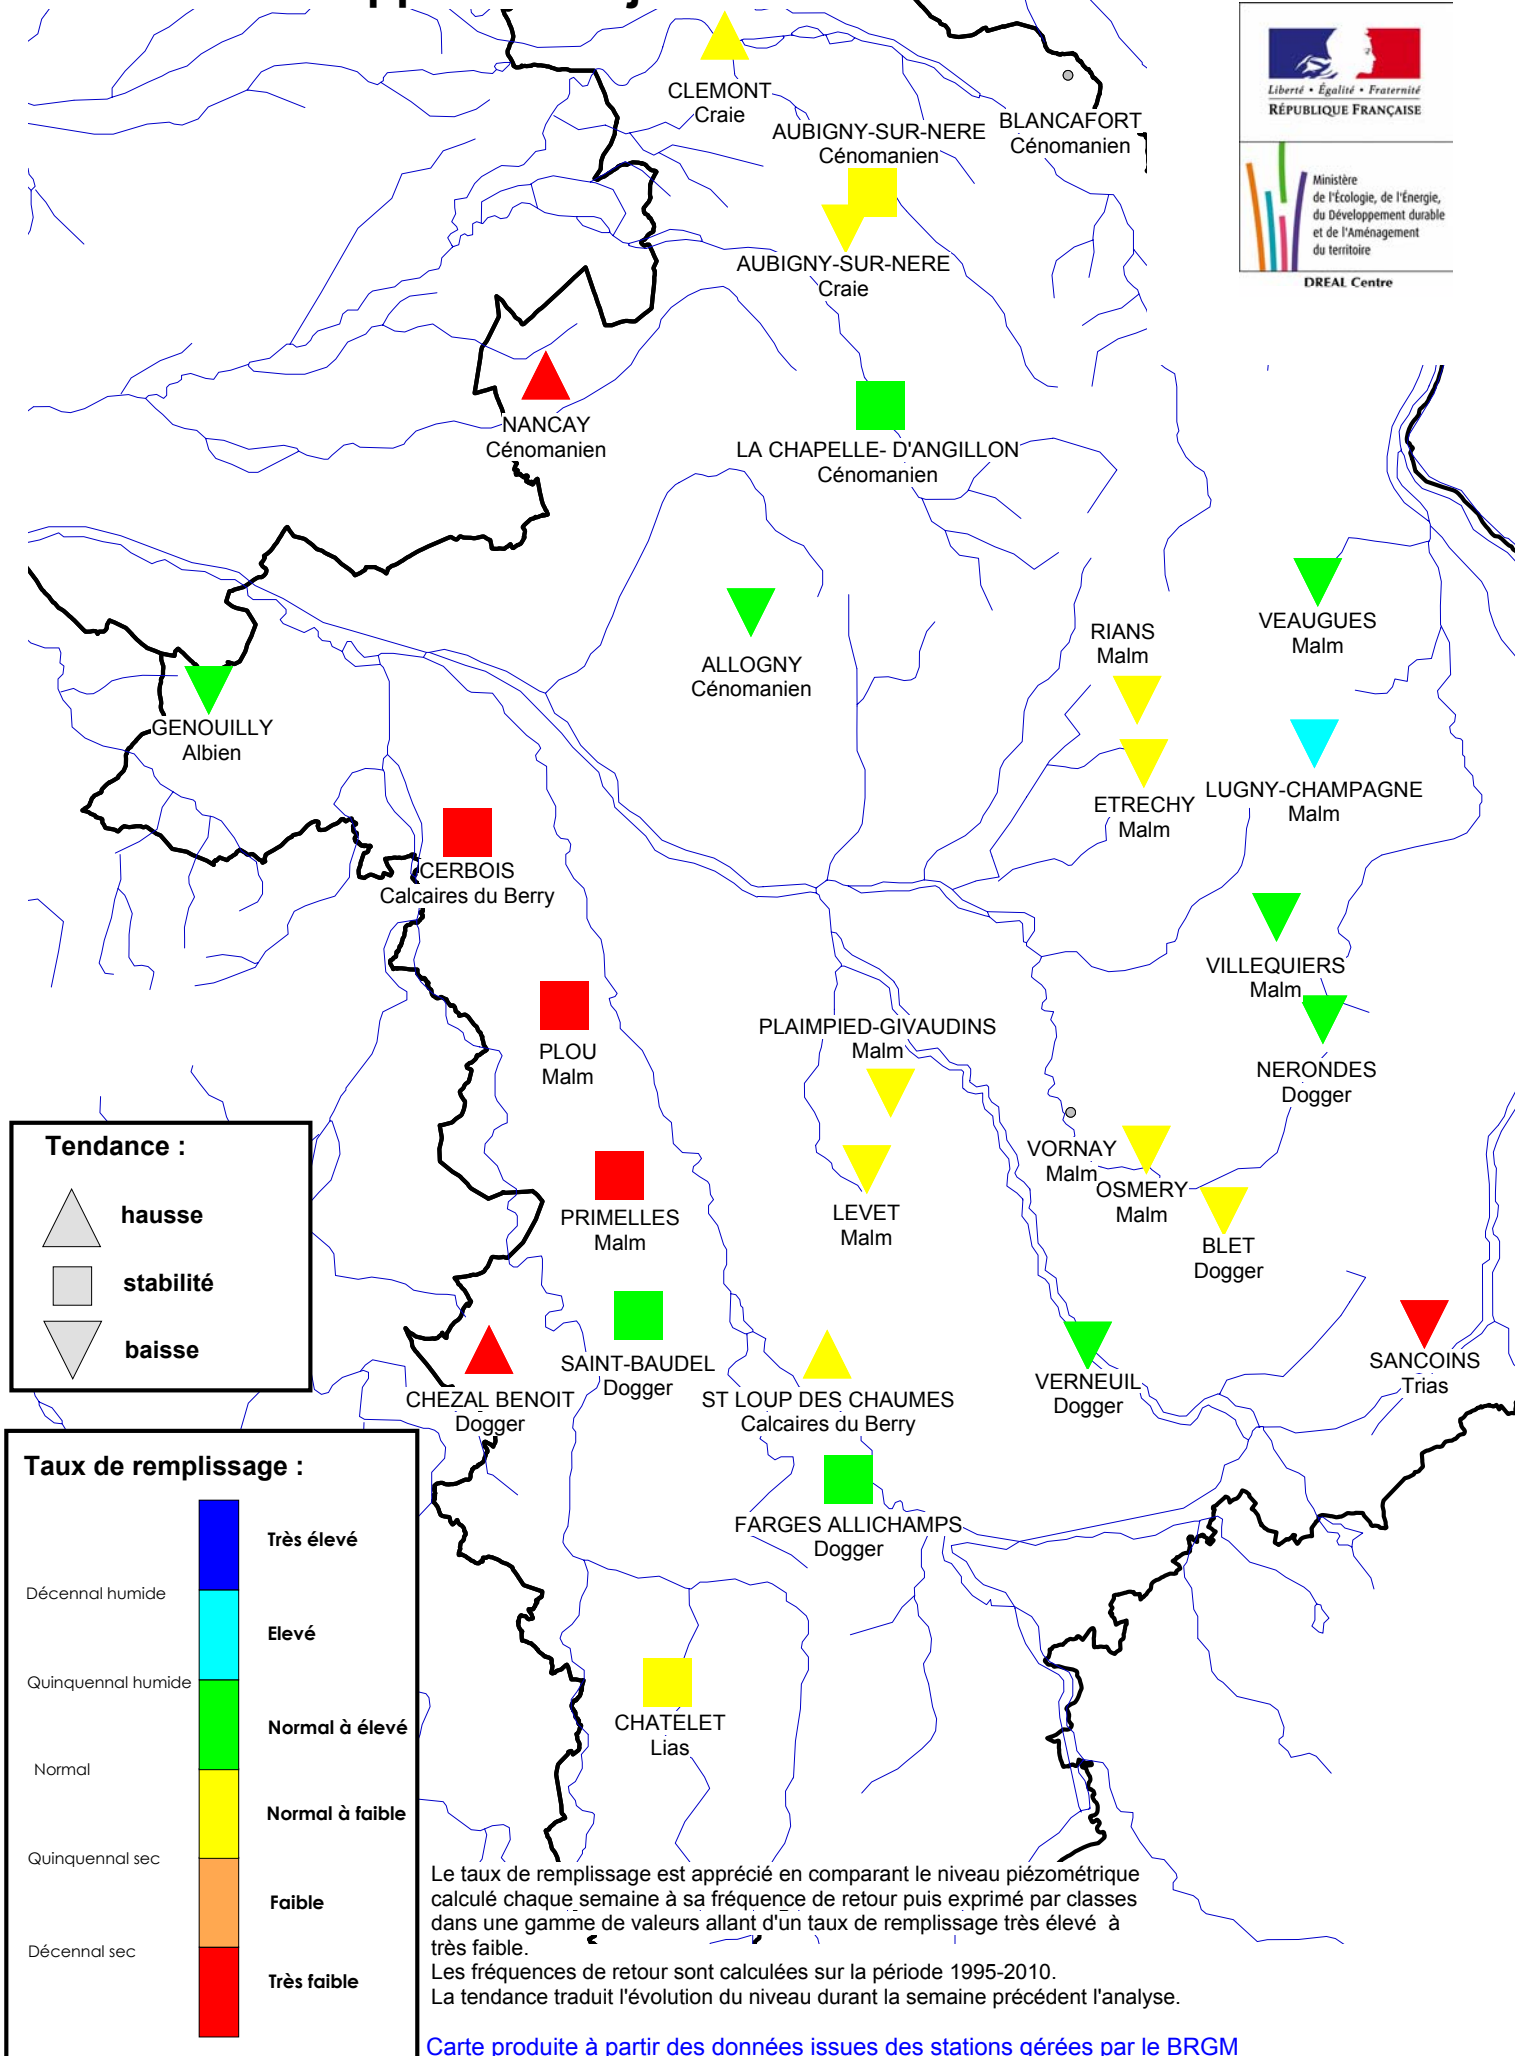 CLEMONT
Craie
AUBIGNY-SUR-NERE
Cénomanien
BLANCAFORT
Cénomanien
Liberté • Égalité • Fraternité
RÉPUBLIQUE FRANÇAISE
Ministère
de l'Écologie, de l'Énergie,
du Développement durable
et de l'Aménagement
du territoire
DREAL Centre
AUBIGNY-SUR-NERE
Craie
NANCAY
Cénomanien
LA CHAPELLE- D'ANGILLON
Cénomanien
VEAUGUES
Malm
RIANS
Malm
ALLOGNY
Cénomanien
GENOUILLY
Albien
ETRECHY
Malm
LUGNY-CHAMPAGNE
Malm
CERBOIS
Calcaires du Berry
VILLEQUIERS
Malm
PLAIMPIED-GIVAUDINS
Malm
PLOU
Malm
NERONDES
Dogger
VORNAY
Malm
OSMERY
Malm
PRIMELLES
Malm
LEVET
Malm
BLET
Dogger
Tendance :
hausse
stabilité
baisse
SAINT-BAUDEL
Dogger
CHEZAL BENOIT
Dogger
ST LOUP DES CHAUMES
Calcaires du Berry
VERNEUIL
Dogger
SANCOINS
Trias
FARGES ALLICHAMPS
Dogger
CHATELET
Lias
Taux de remplissage :
Très élevé
Décennal humide
Elevé
Quinquennal humide
Normal à élevé
Normal
Normal à faible
Quinquennal sec
Faible
Décennal sec
Très faible
Le taux de remplissage est apprécié en comparant le niveau piézométrique
calculé chaque semaine à sa fréquence de retour puis exprimé par classes
dans une gamme de valeurs allant d'un taux de remplissage très élevé à
très faible.
Les fréquences de retour sont calculées sur la période 1995-2010.
La tendance traduit l'évolution du niveau durant la semaine précédent l'analyse.
Carte produite à partir des données issues des stations gérées par le BRGM